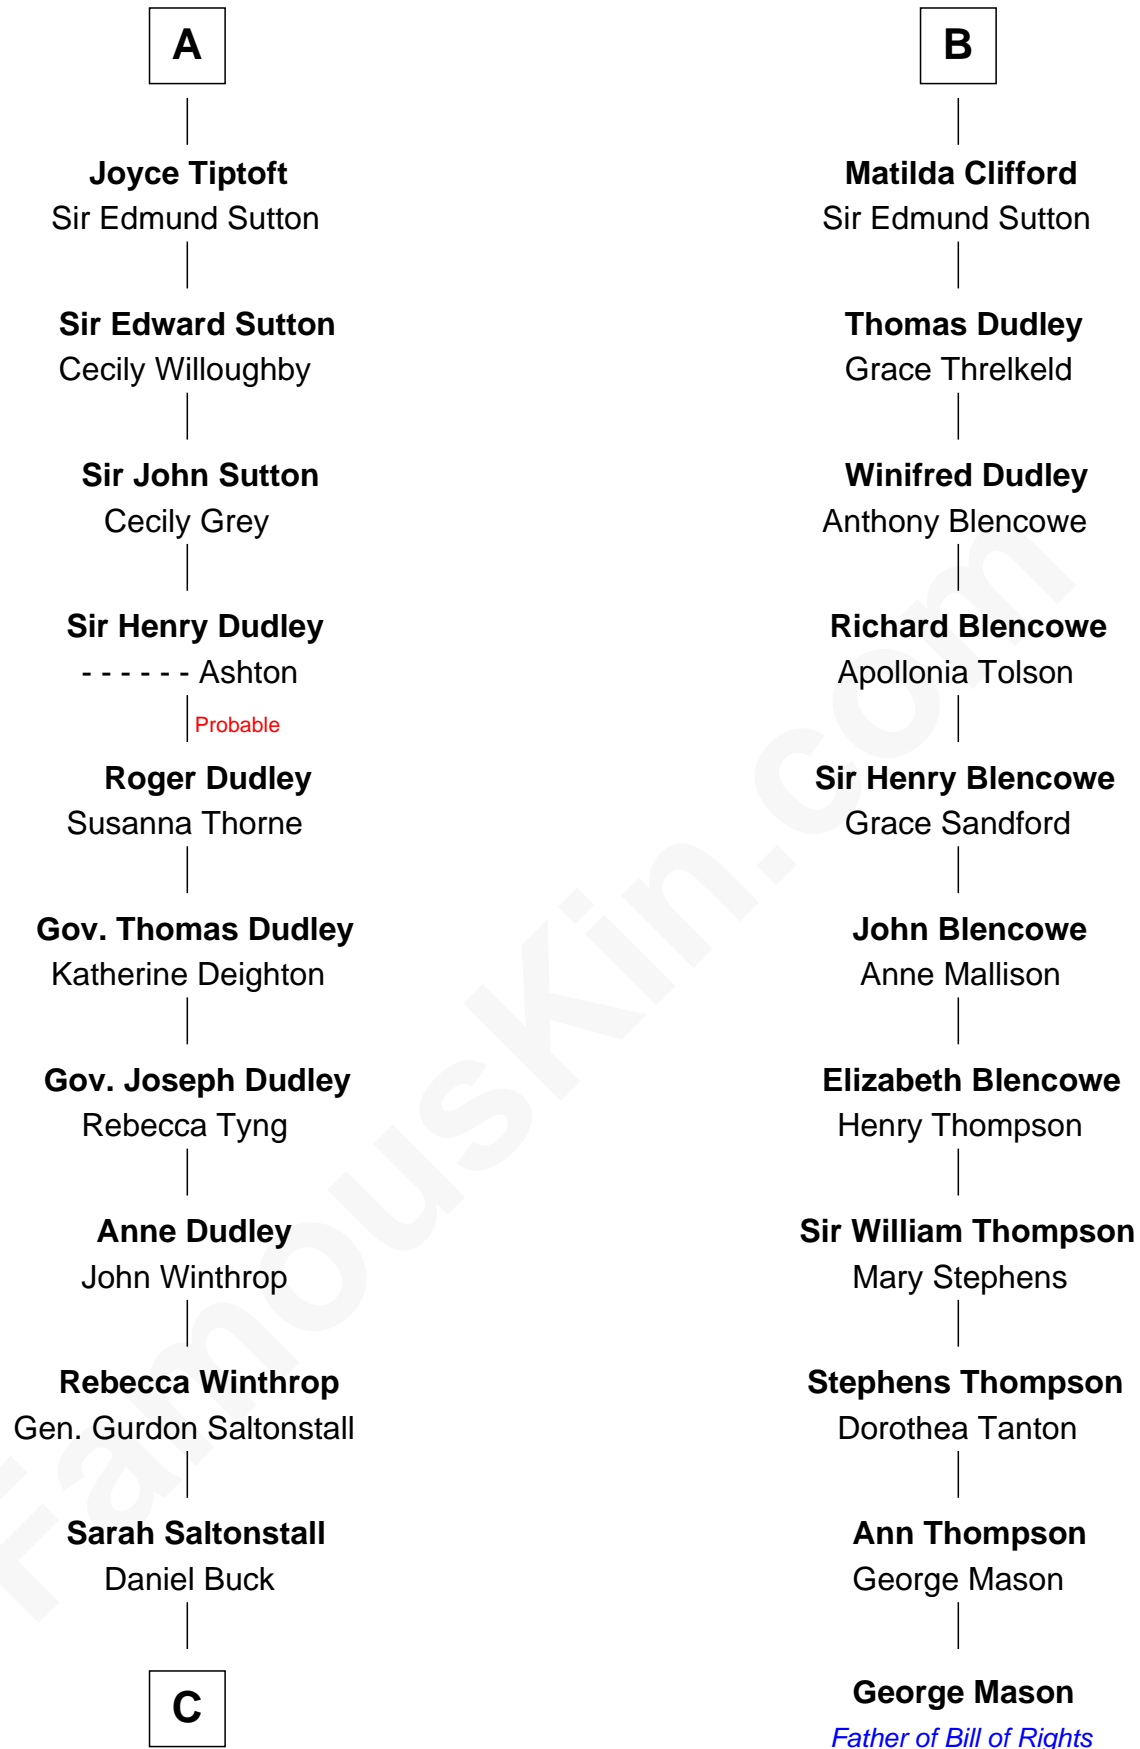 A
Joyce Tiptoft
Sir Edmund Sutton
Sir Edward Sutton
Cecily Willoughby
Sir John Sutton
Cecily Grey
Sir Henry Dudley
- - - - - - Ashton
Probable
Roger Dudley
Susanna Thorne
Gov. Thomas Dudley
Katherine Deighton
Gov. Joseph Dudley
Rebecca Tyng
Anne Dudley
John Winthrop
Rebecca Winthrop
Gen. Gurdon Saltonstall
Sarah Saltonstall
Daniel Buck
C
B
Matilda Clifford
Sir Edmund Sutton
Thomas Dudley
Grace Threlkeld
Winifred Dudley
Anthony Blencowe
Richard Blencowe
Apollonia Tolson
Sir Henry Blencowe
Grace Sandford
John Blencowe
Anne Mallison
Elizabeth Blencowe
Henry Thompson
Sir William Thompson
Mary Stephens
Stephens Thompson
Dorothea Tanton
Ann Thompson
George Mason
George Mason
Father of Bill of Rights
FamousKin.com